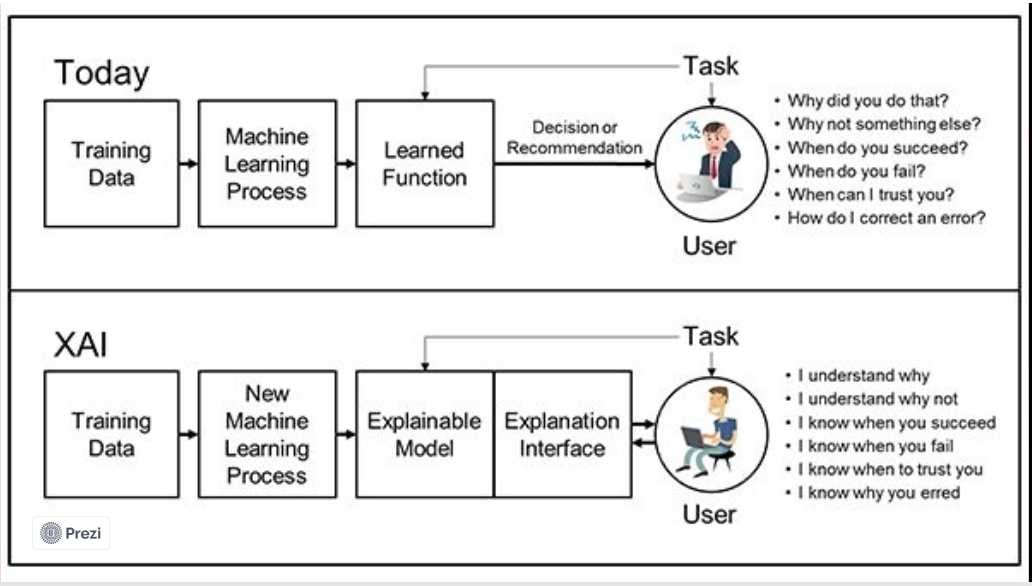 Today
Task
Training
Data
Machine
Learning
Process
Learned
Function
Decision or
Recommendation
User
• Why did you do that?
• Why not something else?
• When do you succeed?
• When do you fail?
• When can I trust you?
• How do I correct an error?
XAI
Task
Training
Data
New
Machine
Learning
Process
Explainable
Model
Explanation
Interface
User
• I understand why
• I understand why not
• I know when you succeed
• I know when you fail
• I know when to trust you
• I know why you erred
Prezi